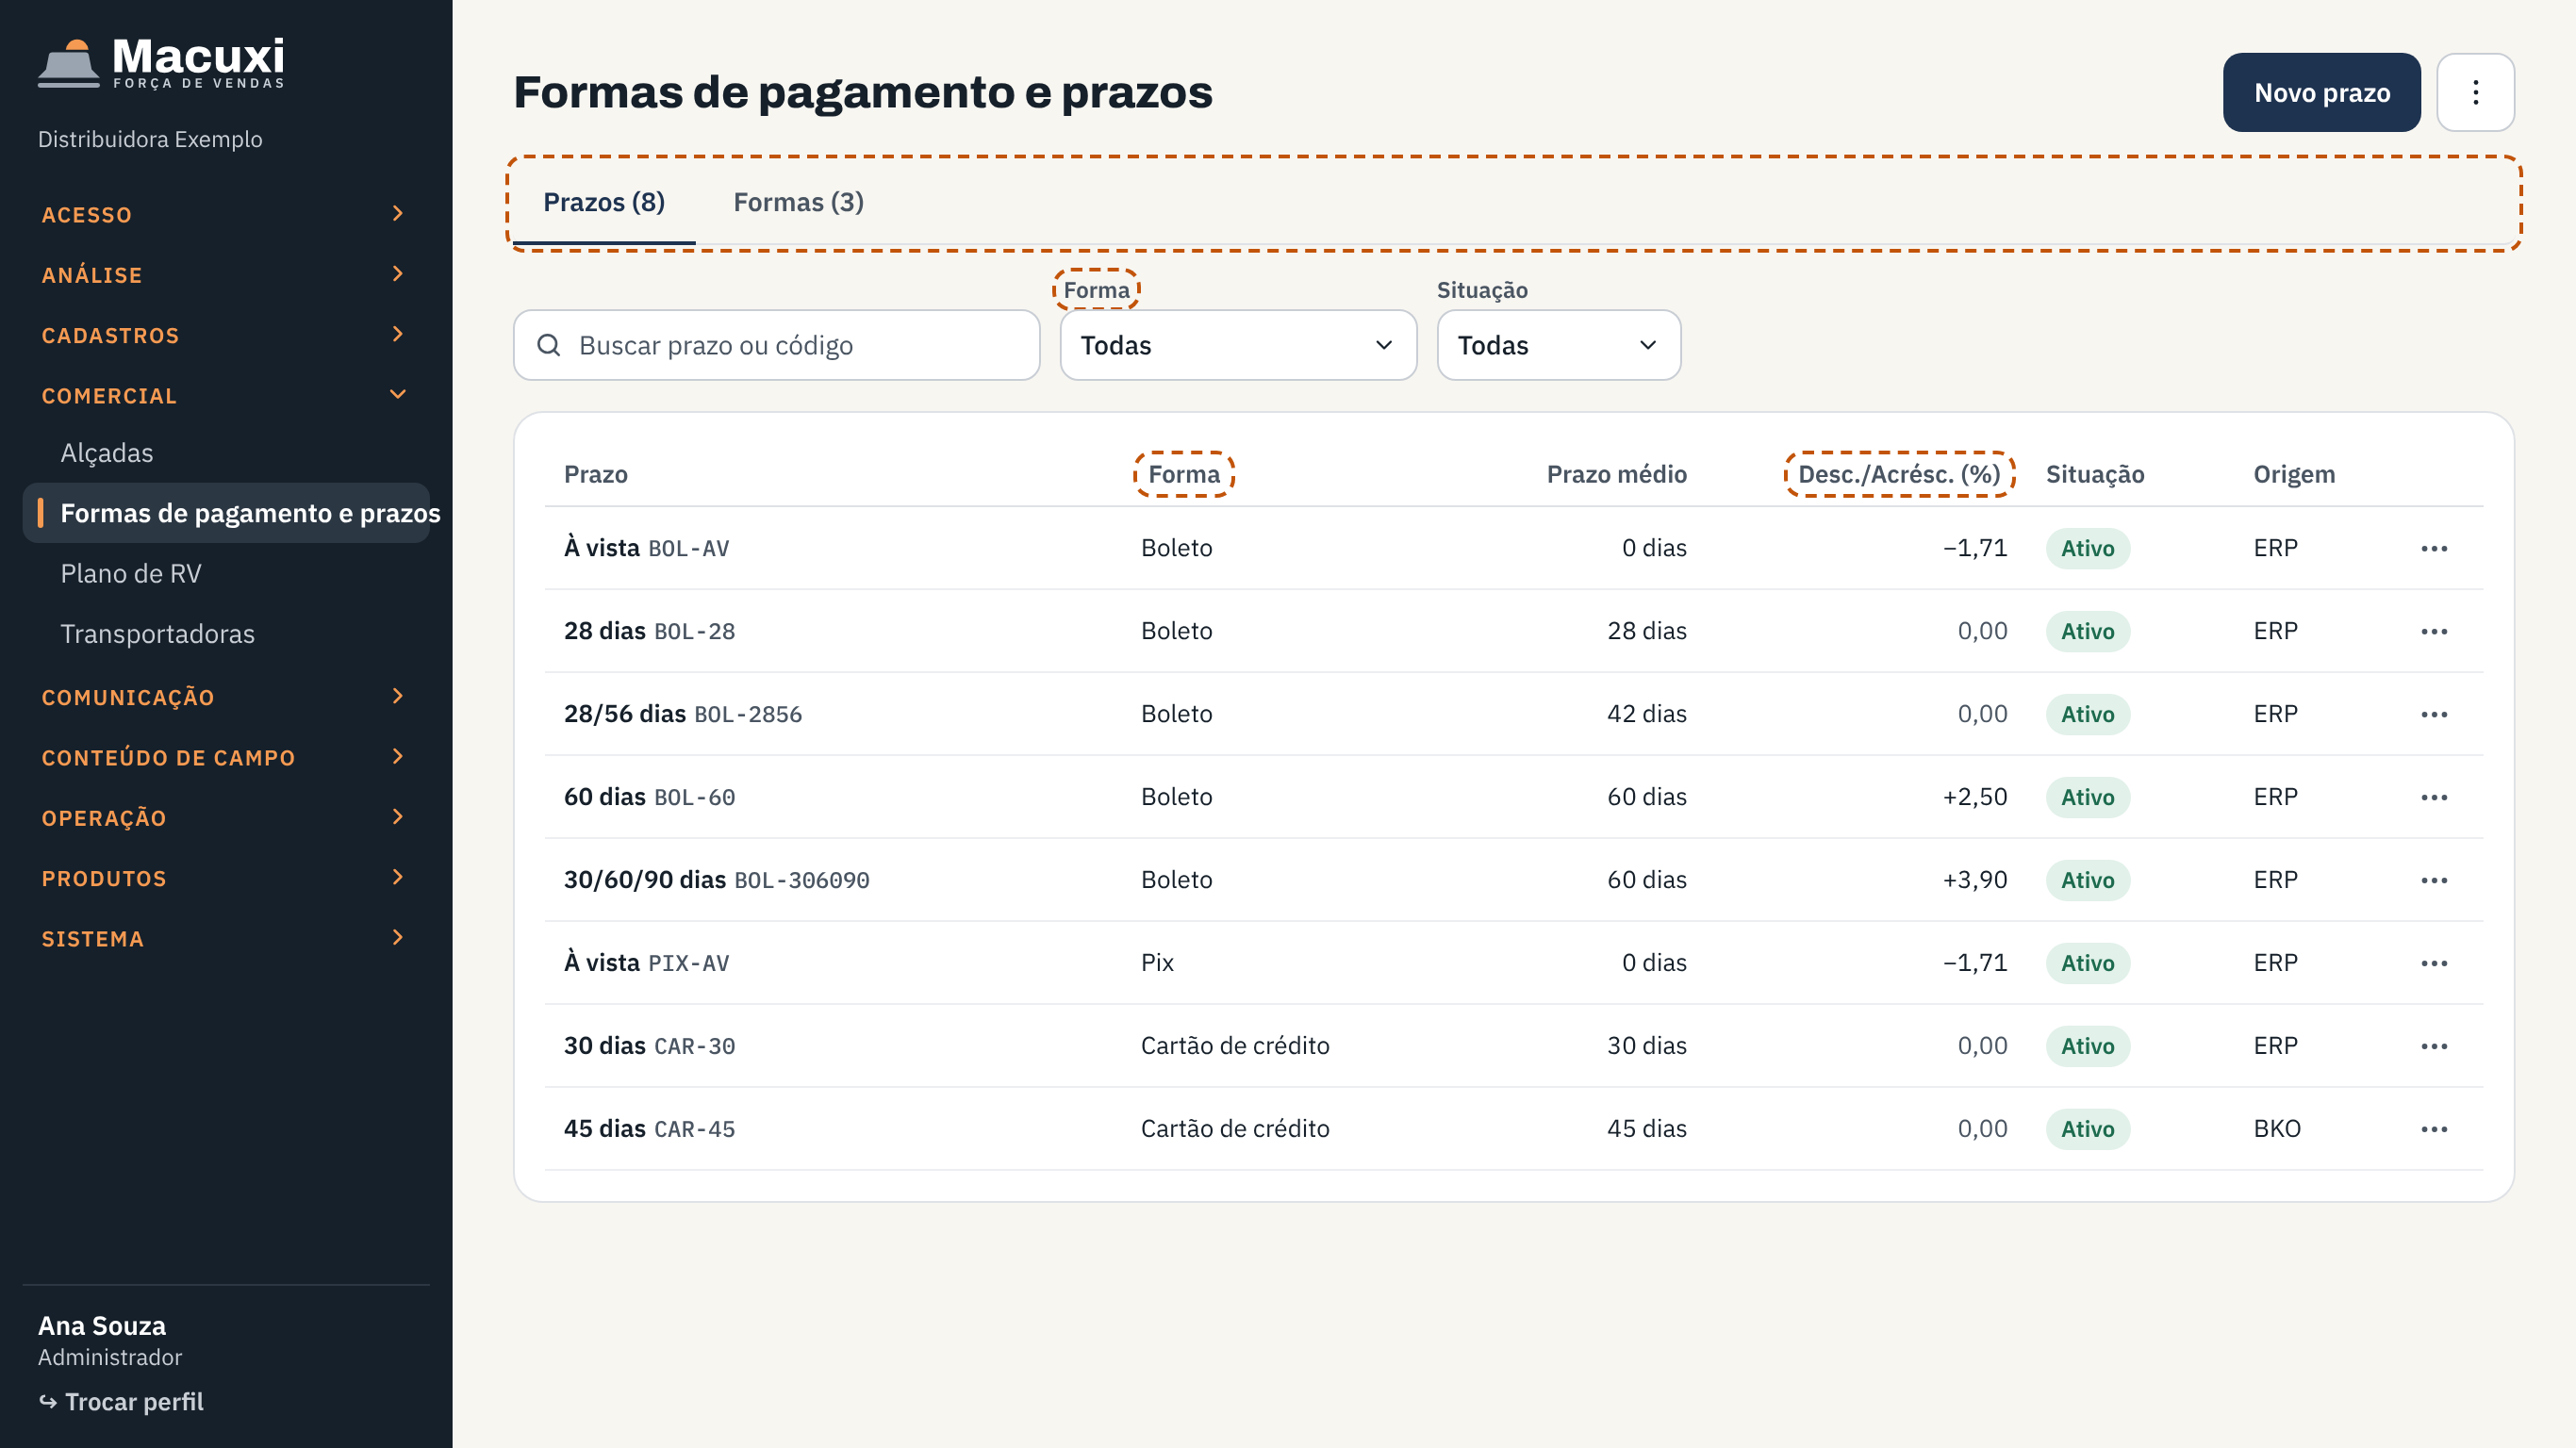 Macuxi
FORÇA DE VENDAS
Distribuidora Exemplo
ACESSO
ANÁLISE
CADASTROS
COMERCIAL
Alçadas
Formas de pagamento e prazos
Plano de RV
Transportadoras
COMUNICAÇÃO
CONTEÚDO DE CAMPO
OPERAÇÃO
PRODUTOS
SISTEMA
Ana Souza
Administrador
↪ Trocar perfil
Formas de pagamento e prazos
Novo prazo
Prazos (8) Formas (3)
Forma Situação
Buscar prazo ou código Todas Todas
Prazo Forma Prazo médio Desc./Acrésc. (%) Situação Origem
À vista BOL-AV Boleto 0 dias −1,71 Ativo ERP
28 dias BOL-28 Boleto 28 dias 0,00 Ativo ERP
28/56 dias BOL-2856 Boleto 42 dias 0,00 Ativo ERP
60 dias BOL-60 Boleto 60 dias +2,50 Ativo ERP
30/60/90 dias BOL-306090 Boleto 60 dias +3,90 Ativo ERP
À vista PIX-AV Pix 0 dias −1,71 Ativo ERP
30 dias CAR-30 Cartão de crédito 30 dias 0,00 Ativo ERP
45 dias CAR-45 Cartão de crédito 45 dias 0,00 Ativo BKO